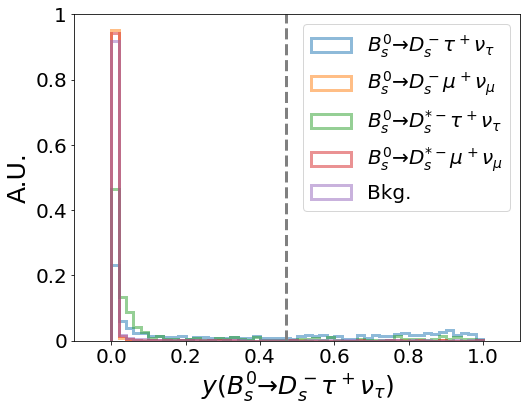 1
0.8
0.6
0.4
0.2
0
A.U.
B_s^0→D_s^-τ^+ν_τ
B_s^0→D_s^-μ^+ν_μ
B_s^0→D_s^{*-}τ^+ν_τ
B_s^0→D_s^{*-}μ^+ν_μ
Bkg.
0.0 0.2 0.4 0.6 0.8 1.0
y(B_s^0→D_s^-τ^+ν_τ)